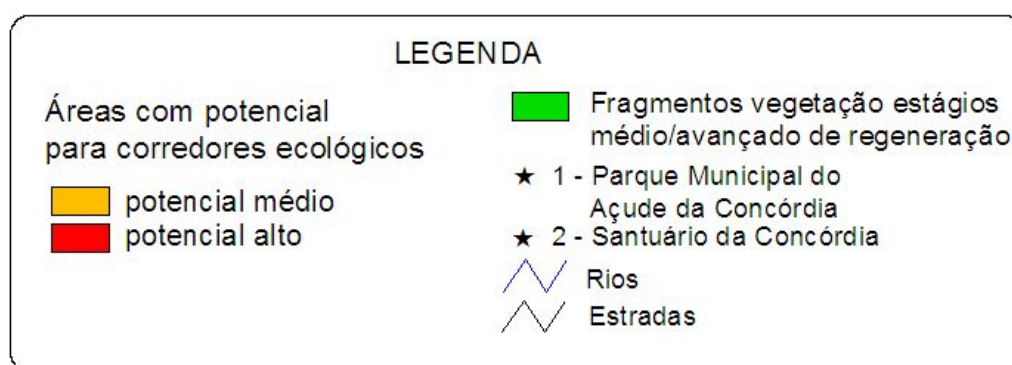 LEGENDA
Áreas com potencial
para corredores ecológicos
potencial médio
potencial alto
Fragmentos vegetação estágios
médio/avançado de regeneração
★ 1 - Parque Municipal do
Açude da Concórdia
★ 2 - Santuário da Concórdia
Rios
Estradas